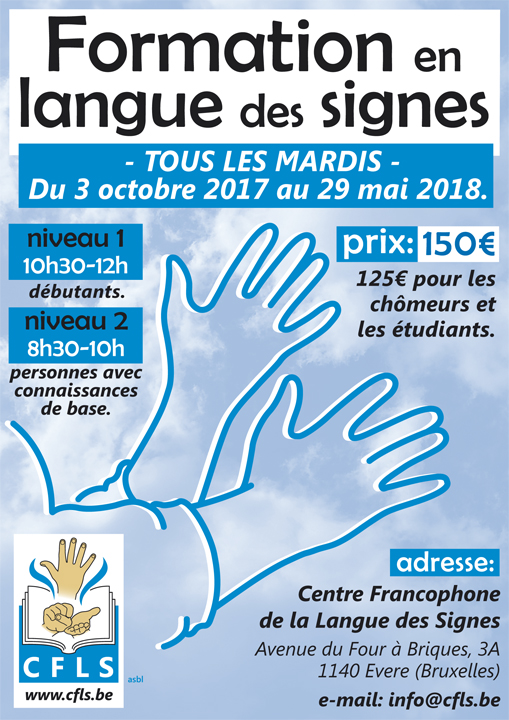 Formation en
langue des signes
- TOUS LES MARDIS -
Du 3 octobre 2017 au 29 mai 2018.
niveau 1
10h30-12h
débutants.
niveau 2
8h30-10h
personnes avec
connaissances
de base.
prix: 150€
125€ pour les
chômeurs et
les étudiants.
adresse:
Centre Francophone
de la Langue des Signes
Avenue du Four à Briques, 3A
1140 Evere (Bruxelles)
e-mail: info@cfls.be
CFLS
asbl
www.cfls.be